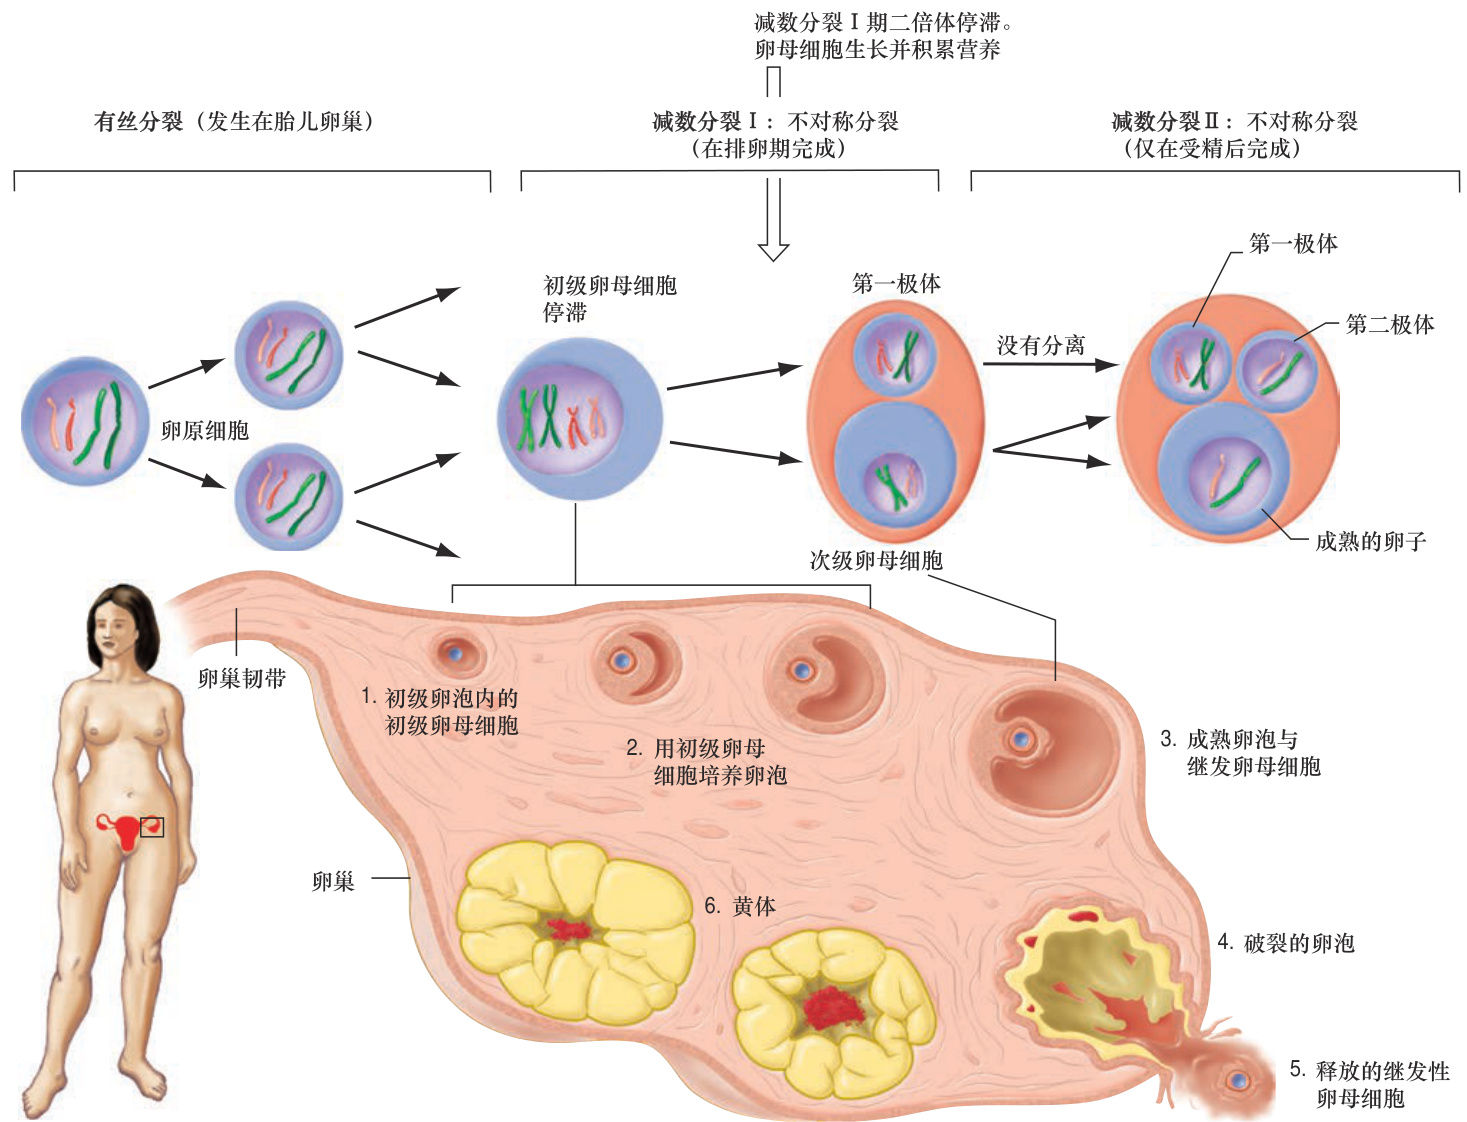 减数分裂Ⅰ期二倍体停滞。
卵母细胞生长并积累营养
有丝分裂（发生在胎儿卵巢）
减数分裂Ⅰ：不对称分裂
（在排卵期完成）
减数分裂Ⅱ：不对称分裂
（仅在受精后完成）
第一极体
初级卵母细胞
停滞
第一极体
第二极体
没有分离
卵原细胞
成熟的卵子
次级卵母细胞
卵巢韧带
1. 初级卵泡内的
初级卵母细胞
2. 用初级卵母
细胞培养卵泡
3. 成熟卵泡与
继发卵母细胞
卵巢
6. 黄体
4. 破裂的卵泡
5. 释放的继发性
卵母细胞